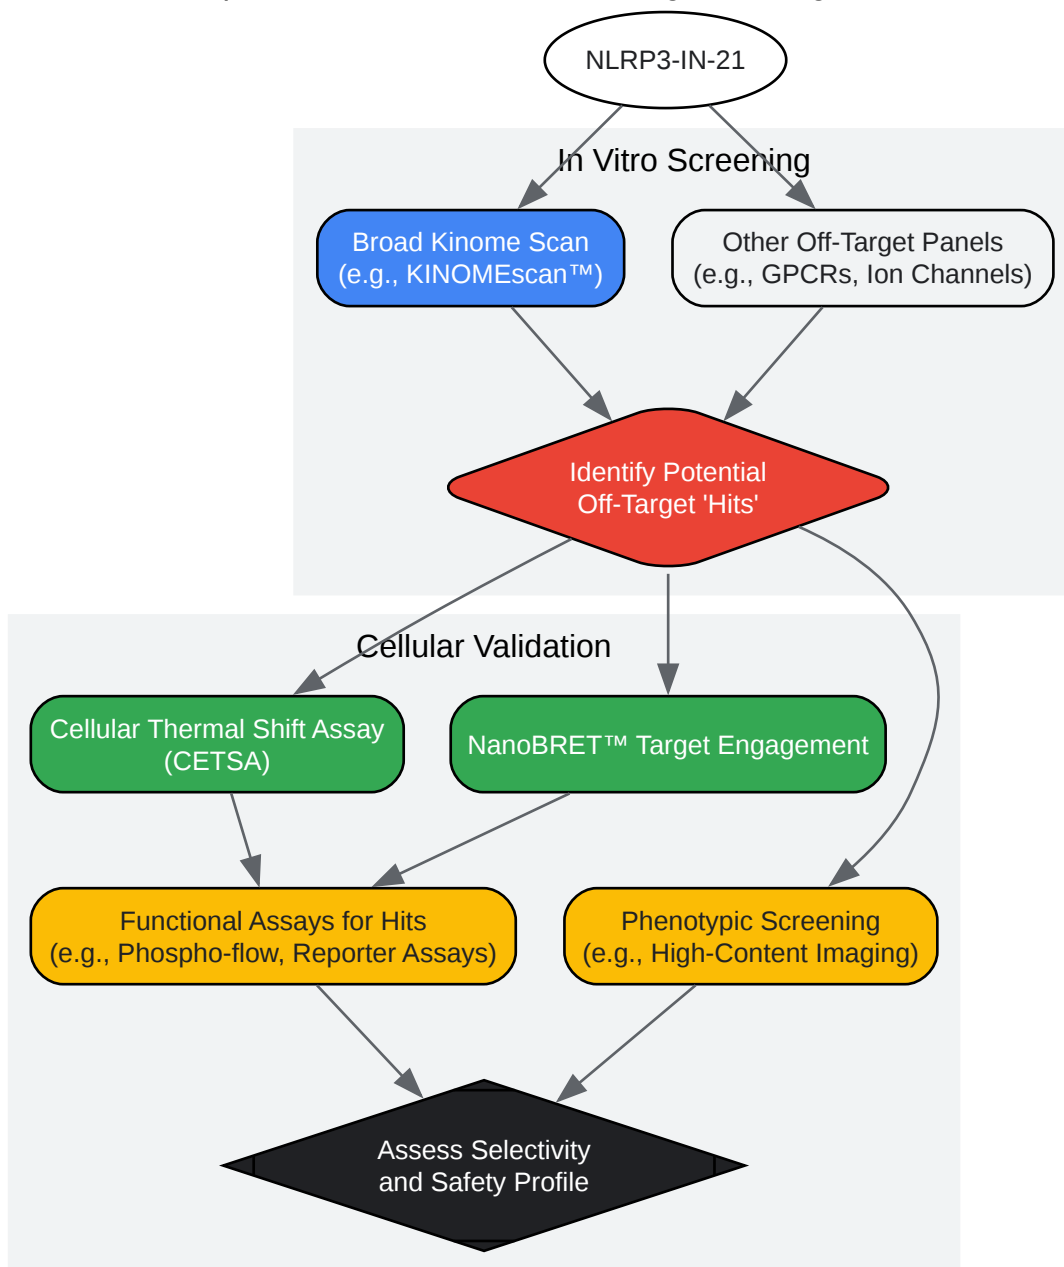 NLRP3-IN-21
In Vitro Screening
Broad Kinome Scan
(e.g., KINOMEscan™)
Other Off-Target Panels
(e.g., GPCRs, Ion Channels)
Identify Potential
Off-Target 'Hits'
Cellular Validation
Cellular Thermal Shift Assay
(CETSA)
NanoBRET™ Target Engagement
Functional Assays for Hits
(e.g., Phospho-flow, Reporter Assays)
Phenotypic Screening
(e.g., High-Content Imaging)
Assess Selectivity
and Safety Profile